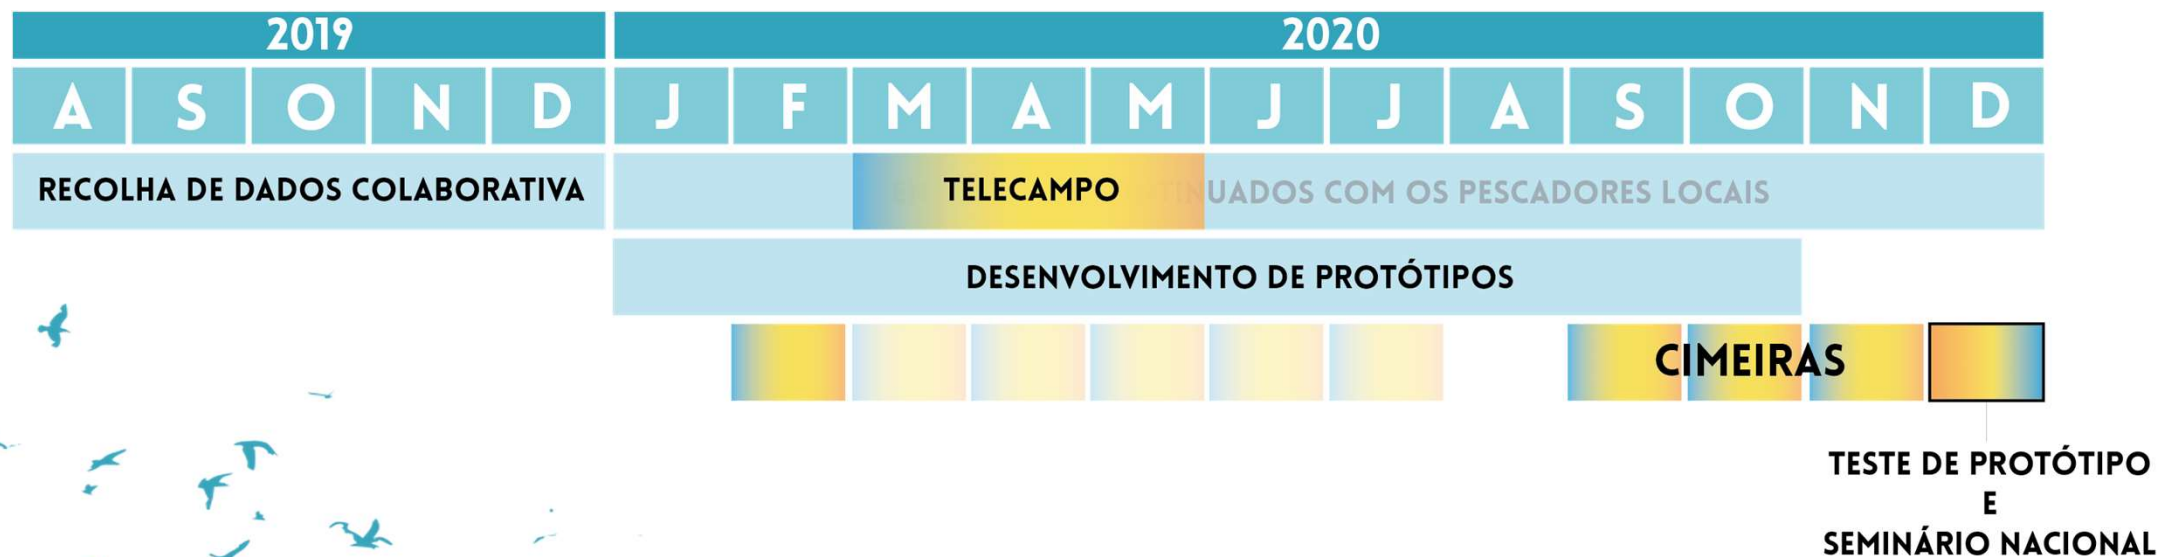 2019 2020
A S O N D J F M A M J J A S O N D
RECOLHA DE DADOS COLABORATIVA TELECAMPO COM OS PESCADORES LOCAIS
DESENVOLVIMENTO DE PROTÓTIPOS
CIMEIRAS
TESTE DE PROTÓTIPO
E
SEMINÁRIO NACIONAL